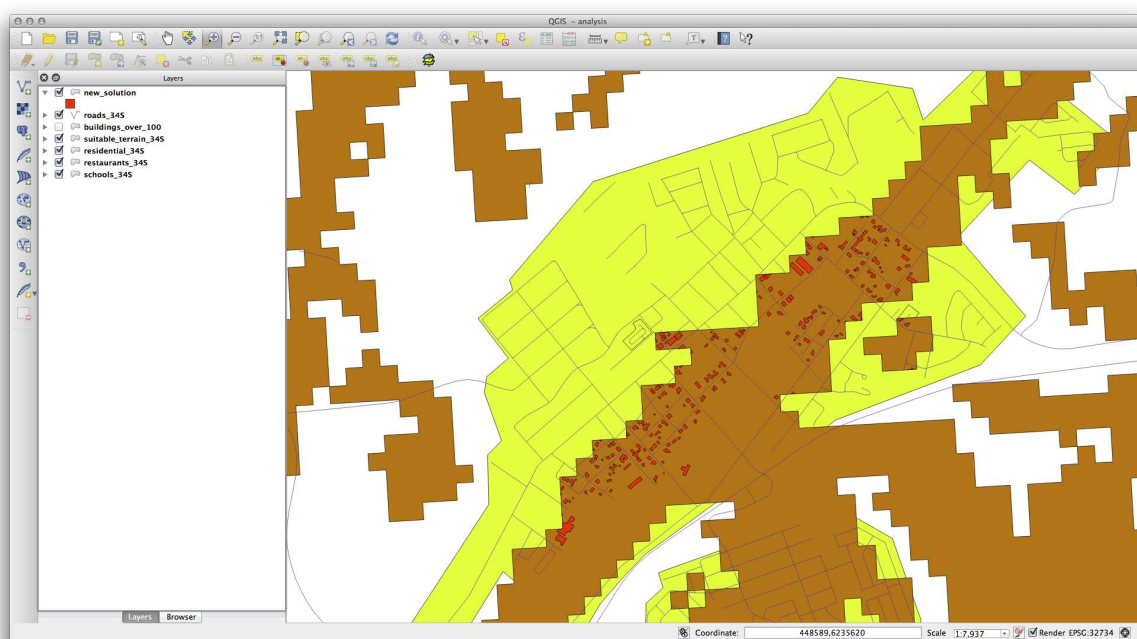 QGIS - analysis
Layers
new_solution
roads_34S
buildings_over_100
suitable_terrain_34S
residential_34S
restaurants_34S
schools_34S
Layers
Browser
Coordinate:
448589,6235620
Scale
1:7,937
Render
EPSG:32734